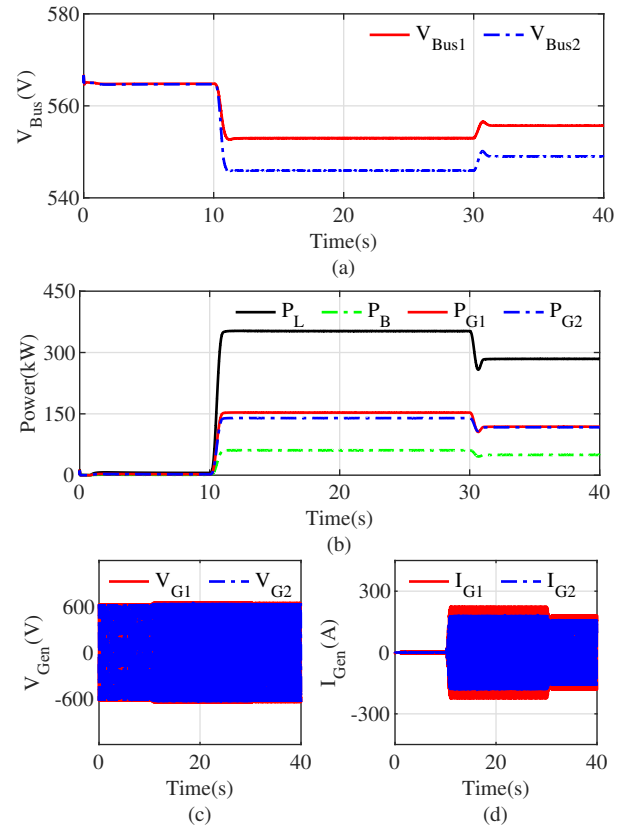 580
560
540
V_Bus(V)
V_Bus1 V_Bus2
0 10 20 30 40
Time(s)
(a)
450
300
150
0
Power(kW)
P_L P_B P_G1 P_G2
0 10 20 30 40
Time(s)
(b)
600
0
-600
V_Gen(V)
V_G1 V_G2
0 20 40
Time(s)
(c)
300
0
-300
I_Gen(A)
I_G1 I_G2
0 20 40
Time(s)
(d)